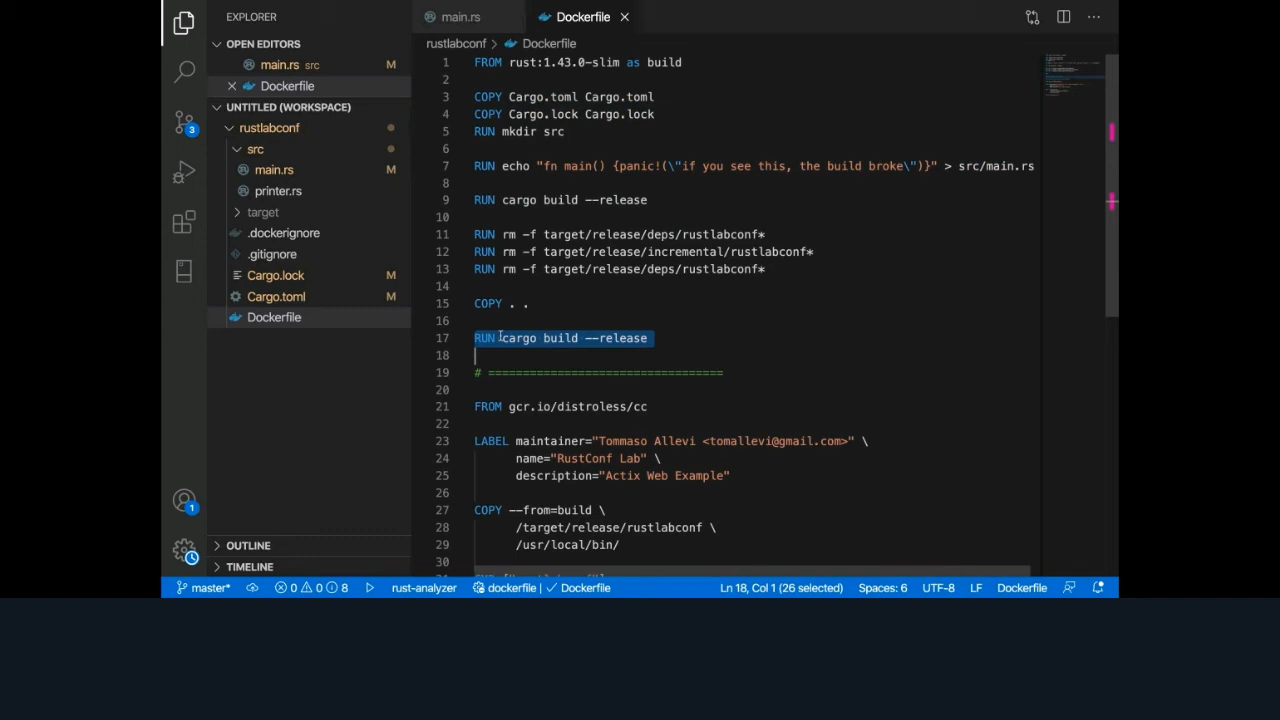 EXPLORER
OPEN EDITORS
main.rs src M
Dockerfile
UNTITLED (WORKSPACE)
rustlabconf
src
main.rs M
printer.rs
target
.dockerignore
.gitignore
Cargo.lock M
Cargo.toml M
Dockerfile
OUTLINE
TIMELINE
3
1
main.rs
Dockerfile
rustlabconf > Dockerfile
1 FROM rust:1.43.0-slim as build
2
3 COPY Cargo.toml Cargo.toml
4 COPY Cargo.lock Cargo.lock
5 RUN mkdir src
6
7 RUN echo "fn main() {panic!(\"if you see this, the build broke\")}" > src/main.rs
8
9 RUN cargo build --release
10
11 RUN rm -f target/release/deps/rustlabconf*
12 RUN rm -f target/release/incremental/rustlabconf*
13 RUN rm -f target/release/deps/rustlabconf*
14
15 COPY . .
16
17 RUN cargo build --release
18
19 # ==================================
20
21 FROM gcr.io/distroless/cc
22
23 LABEL maintainer="Tommaso Allevi <tomallevi@gmail.com>" \
24 name="RustConf Lab" \
25 description="Actix Web Example"
26
27 COPY --from=build \
28 /target/release/rustlabconf \
29 /usr/local/bin/
30
master* 0 0 8 rust-analyzer dockerfile | Dockerfile Ln 18, Col 1 (26 selected) Spaces: 6 UTF-8 LF Dockerfile